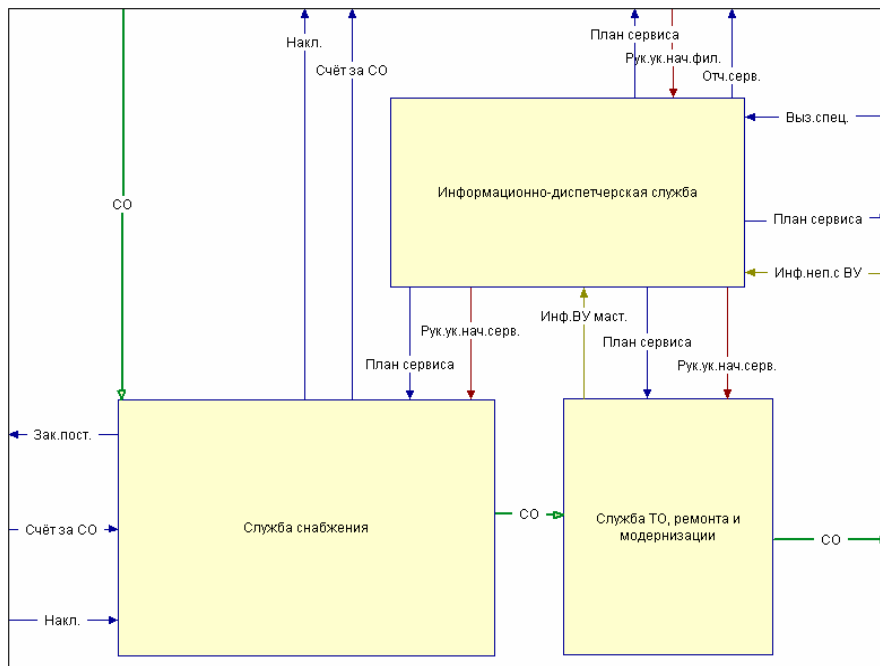 План сервиса
Накл.
Рук.ук.нач.фил.
Счёт за СО
Отч.серв.
Выз.спец.
Информационно-диспетчерская служба
СО
План сервиса
Инф.неп.с ВУ
Инф.ВУ маст.
Рук.ук.нач.серв.
План сервиса
План сервиса
Рук.ук.нач.серв.
Зак.пост.
СО
Служба ТО, ремонта и
модернизации
Счёт за СО
Служба снабжения
СО
Накл.